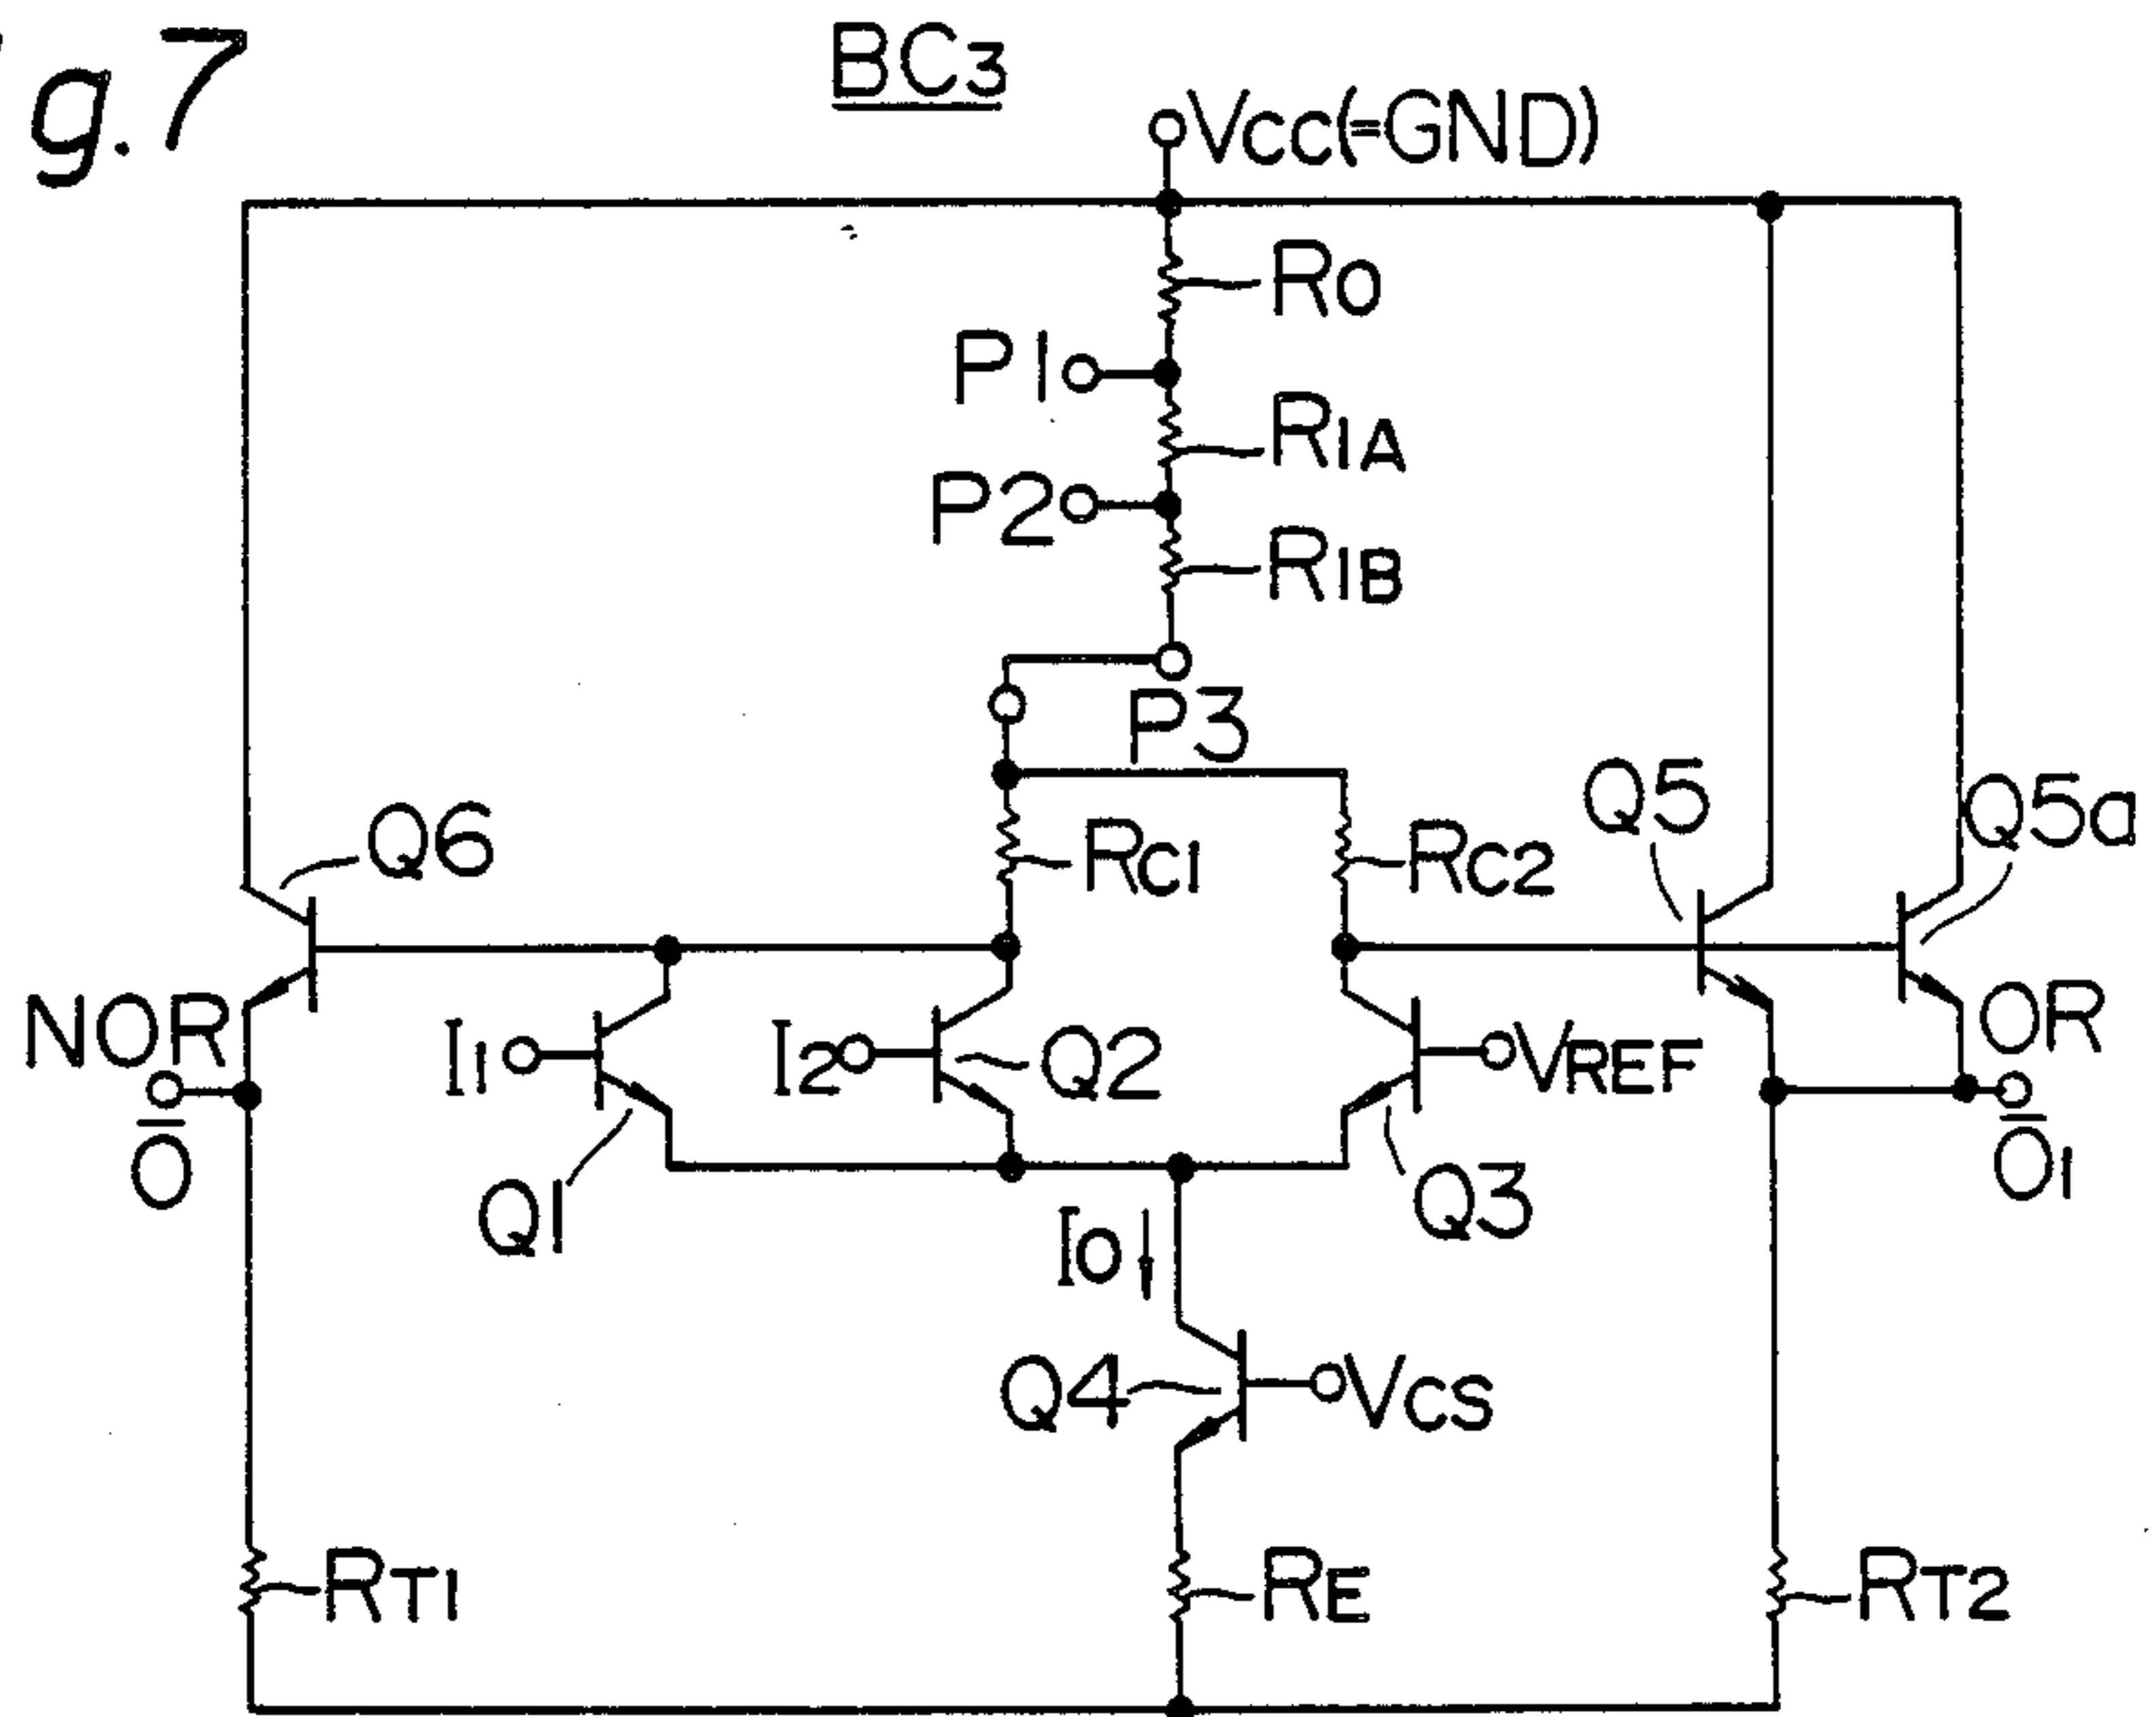 g.7
BC3
VCC(=GND)
R0
P1
R1A
P2
R1B
P3
Q6
RC1
RC2
Q5
Q5a
NOR
I1
I2
Q2
VREF
OR
O̅
Q1
I0
Q3
O̅1
Q4
VCS
RT1
RE
RT2